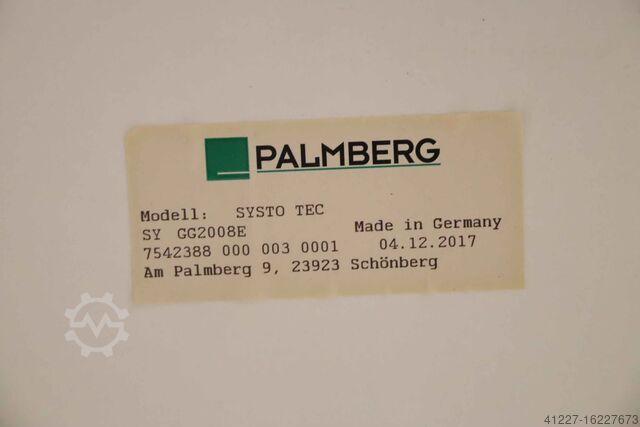 PALMBERG
Modell: SYSTO TEC
SY GG2008E Made in Germany
7542388 000 003 0001 04.12.2017
Am Palmberg 9, 23923 Schönberg
41227-16227673